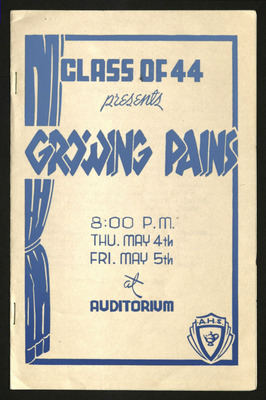 CLASS OF 44
presents
GROWING PAINS
8:00 P.M.
THU. MAY 4th
FRI. MAY 5th
at
AUDITORIUM
A.H.S